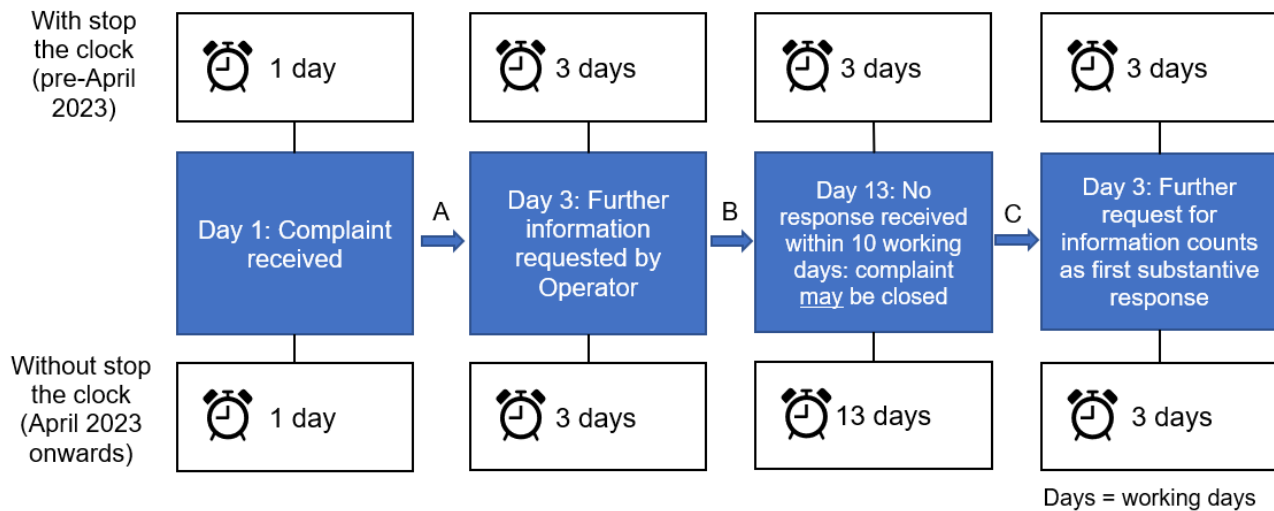 With stop
the clock
(pre-April
2023)
1 day
3 days
3 days
3 days
Day 1: Complaint
received
A
Day 3: Further
information
requested by
Operator
B
Day 13: No
response received
within 10 working
days: complaint
may be closed
C
Day 3: Further
request for
information counts
as first substantive
response
Without stop
the clock
(April 2023
onwards)
1 day
3 days
13 days
3 days
Days = working days